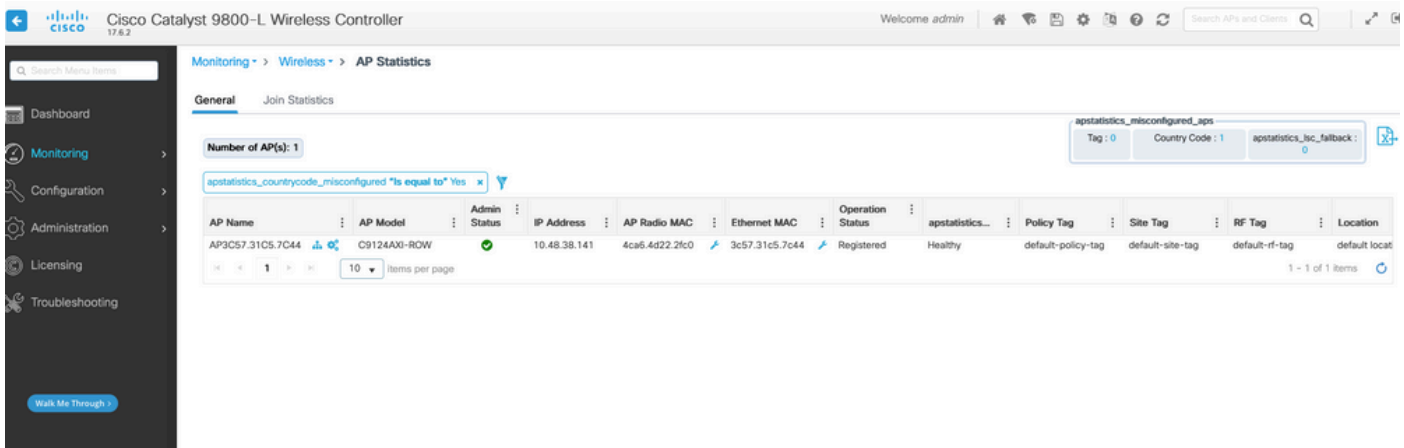 Cisco Catalyst 9800-L Wireless Controller
CISCO
17.6.2
Welcome admin
Search APs and Clients
Search Menu Items
Dashboard
Monitoring
Configuration
Administration
Licensing
Troubleshooting
Walk Me Through >
Monitoring > Wireless > AP Statistics
General Join Statistics
apstatistics_misconfigured_aps
Tag : 0 Country Code : 1 apstatistics_lsc_fallback :
0
Number of AP(s): 1
apstatistics_countrycode_misconfigured "Is equal to" Yes x
AP Name AP Model Admin Status IP Address AP Radio MAC Ethernet MAC Operation Status apstatistics... Policy Tag Site Tag RF Tag Location
AP3C57.31C5.7C44 C9124AXI-ROW 10.48.38.141 4ca6.4d22.2fc0 3c57.31c5.7c44 Registered Healthy default-policy-tag default-site-tag default-rf-tag default locat
1 10 items per page 1 - 1 of 1 items